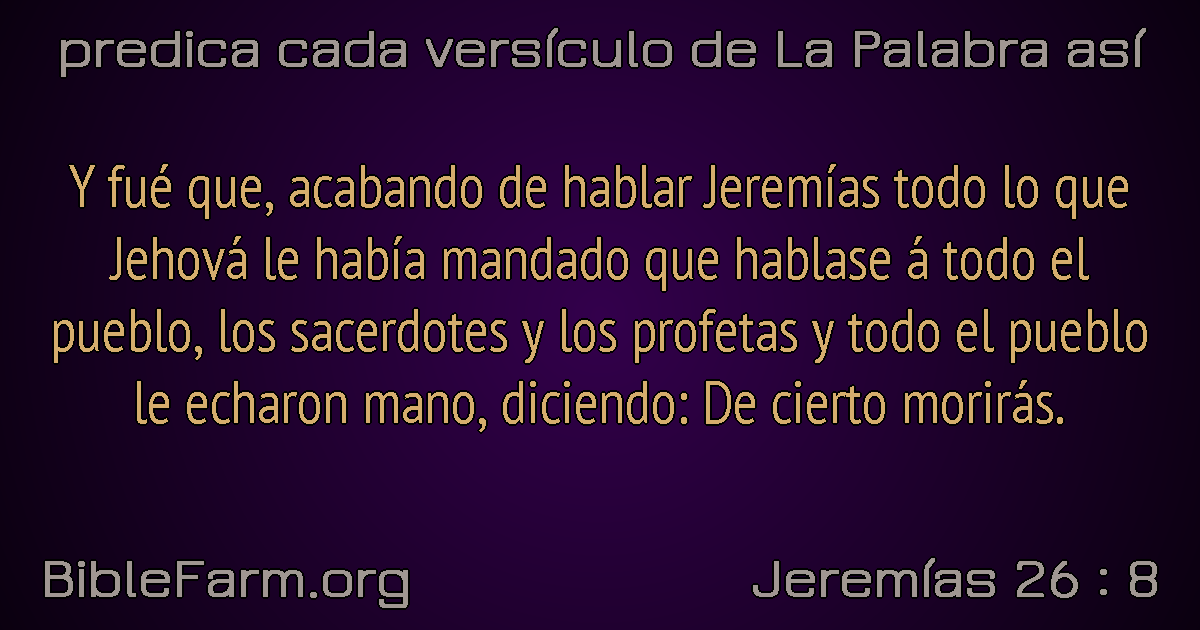 predica cada versículo de La Palabra así
Y fué que, acabando de hablar Jeremías todo lo que
Jehová le había mandado que hablase á todo el
pueblo, los sacerdotes y los profetas y todo el pueblo
le echaron mano, diciendo: De cierto morirás.
BibleFarm.org
Jeremías 26 : 8